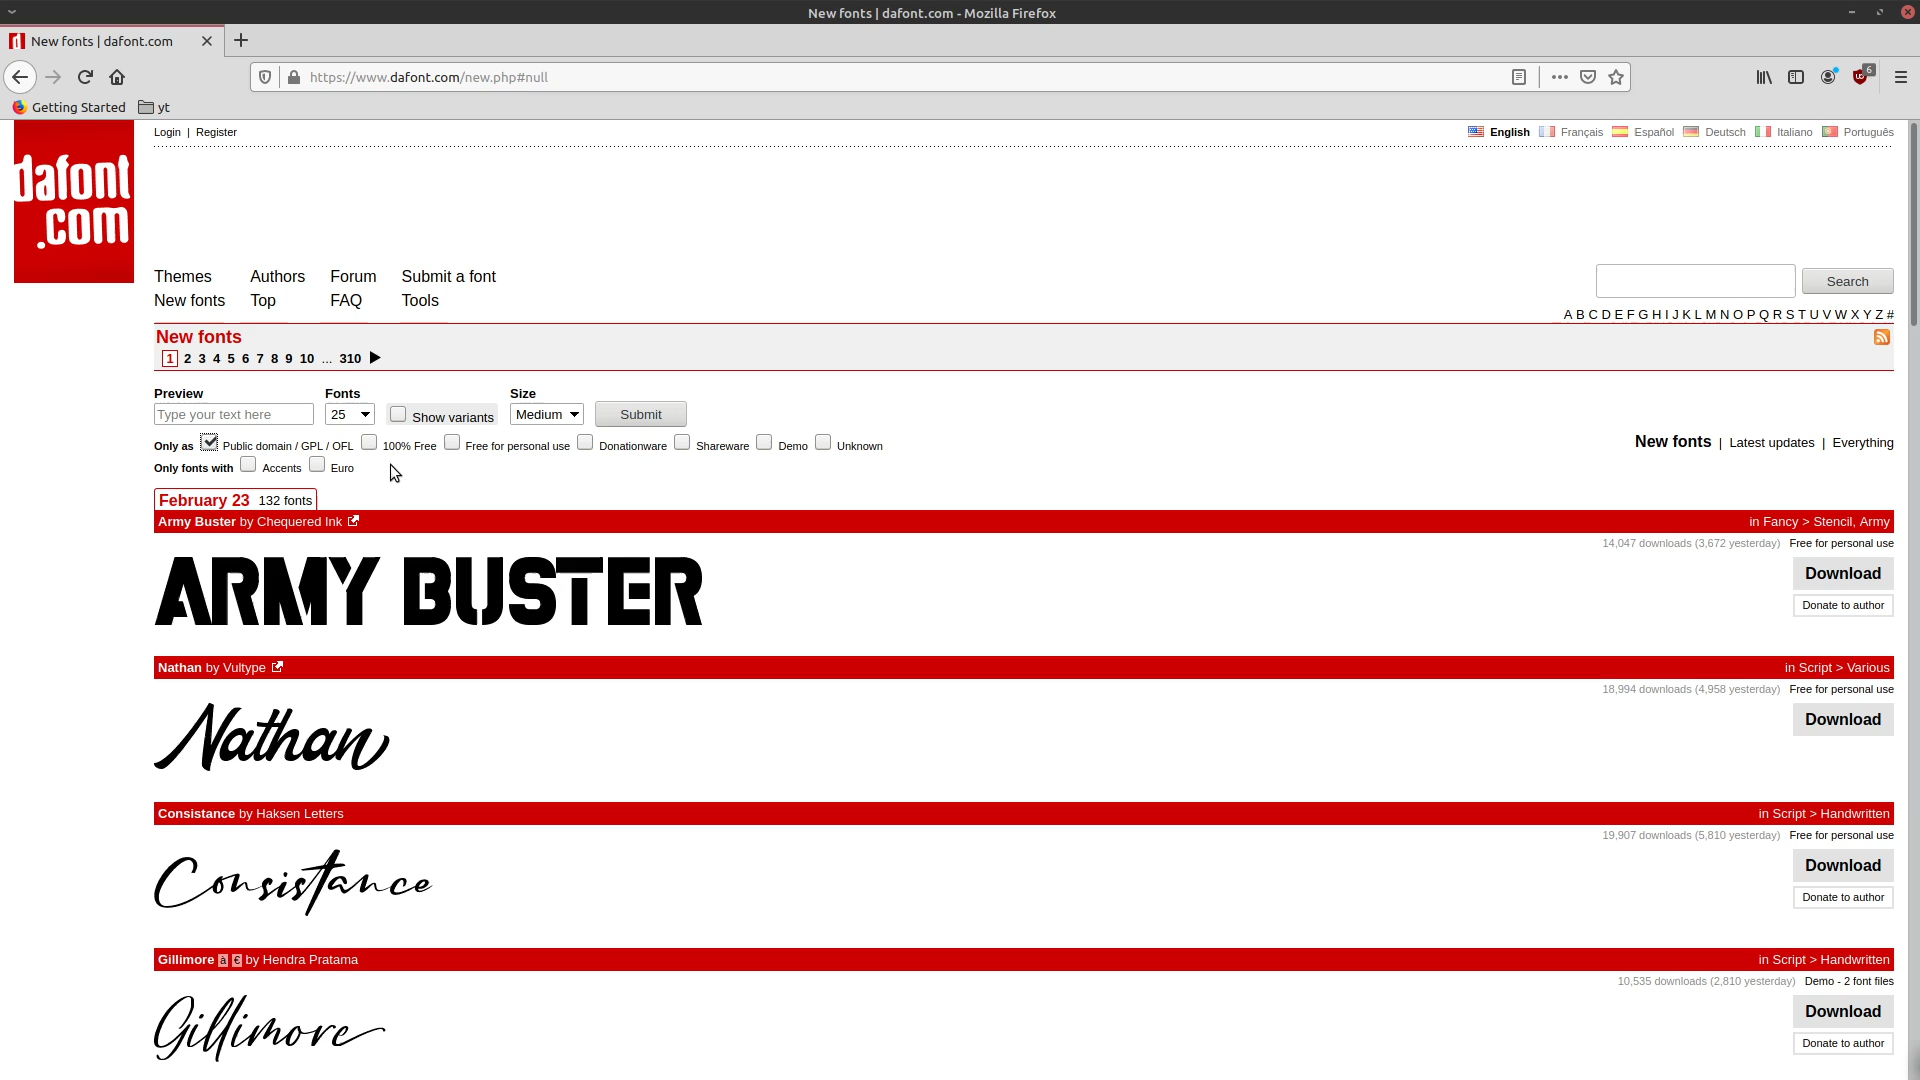 New fonts | dafont.com - Mozilla Firefox
New fonts | dafont.com
https://www.dafont.com/new.php#null
6
Getting Started yt
dafont
.com
Login | Register
English Français Español Deutsch Italiano Português
Themes Authors Forum Submit a font
New fonts Top FAQ Tools
Search
A B C D E F G H I J K L M N O P Q R S T U V W X Y Z #
New fonts
1 2 3 4 5 6 7 8 9 10 ... 310
Preview Fonts Size
Type your text here 25 Show variants Medium Submit
Only as Public domain / GPL / OFL 100% Free Free for personal use Donationware Shareware Demo Unknown
New fonts | Latest updates | Everything
Only fonts with Accents Euro
February 23 132 fonts
Army Buster by Chequered Ink in Fancy > Stencil, Army
14,047 downloads (3,672 yesterday) Free for personal use
ARMY BUSTER
Download
Donate to author
Nathan by Vultype in Script > Various
18,994 downloads (4,958 yesterday) Free for personal use
Nathan
Download
Consistance by Haksen Letters in Script > Handwritten
19,907 downloads (5,810 yesterday) Free for personal use
Consistance
Download
Donate to author
Gillimore à € by Hendra Pratama in Script > Handwritten
10,535 downloads (2,810 yesterday) Demo - 2 font files
Gillimore
Download
Donate to author